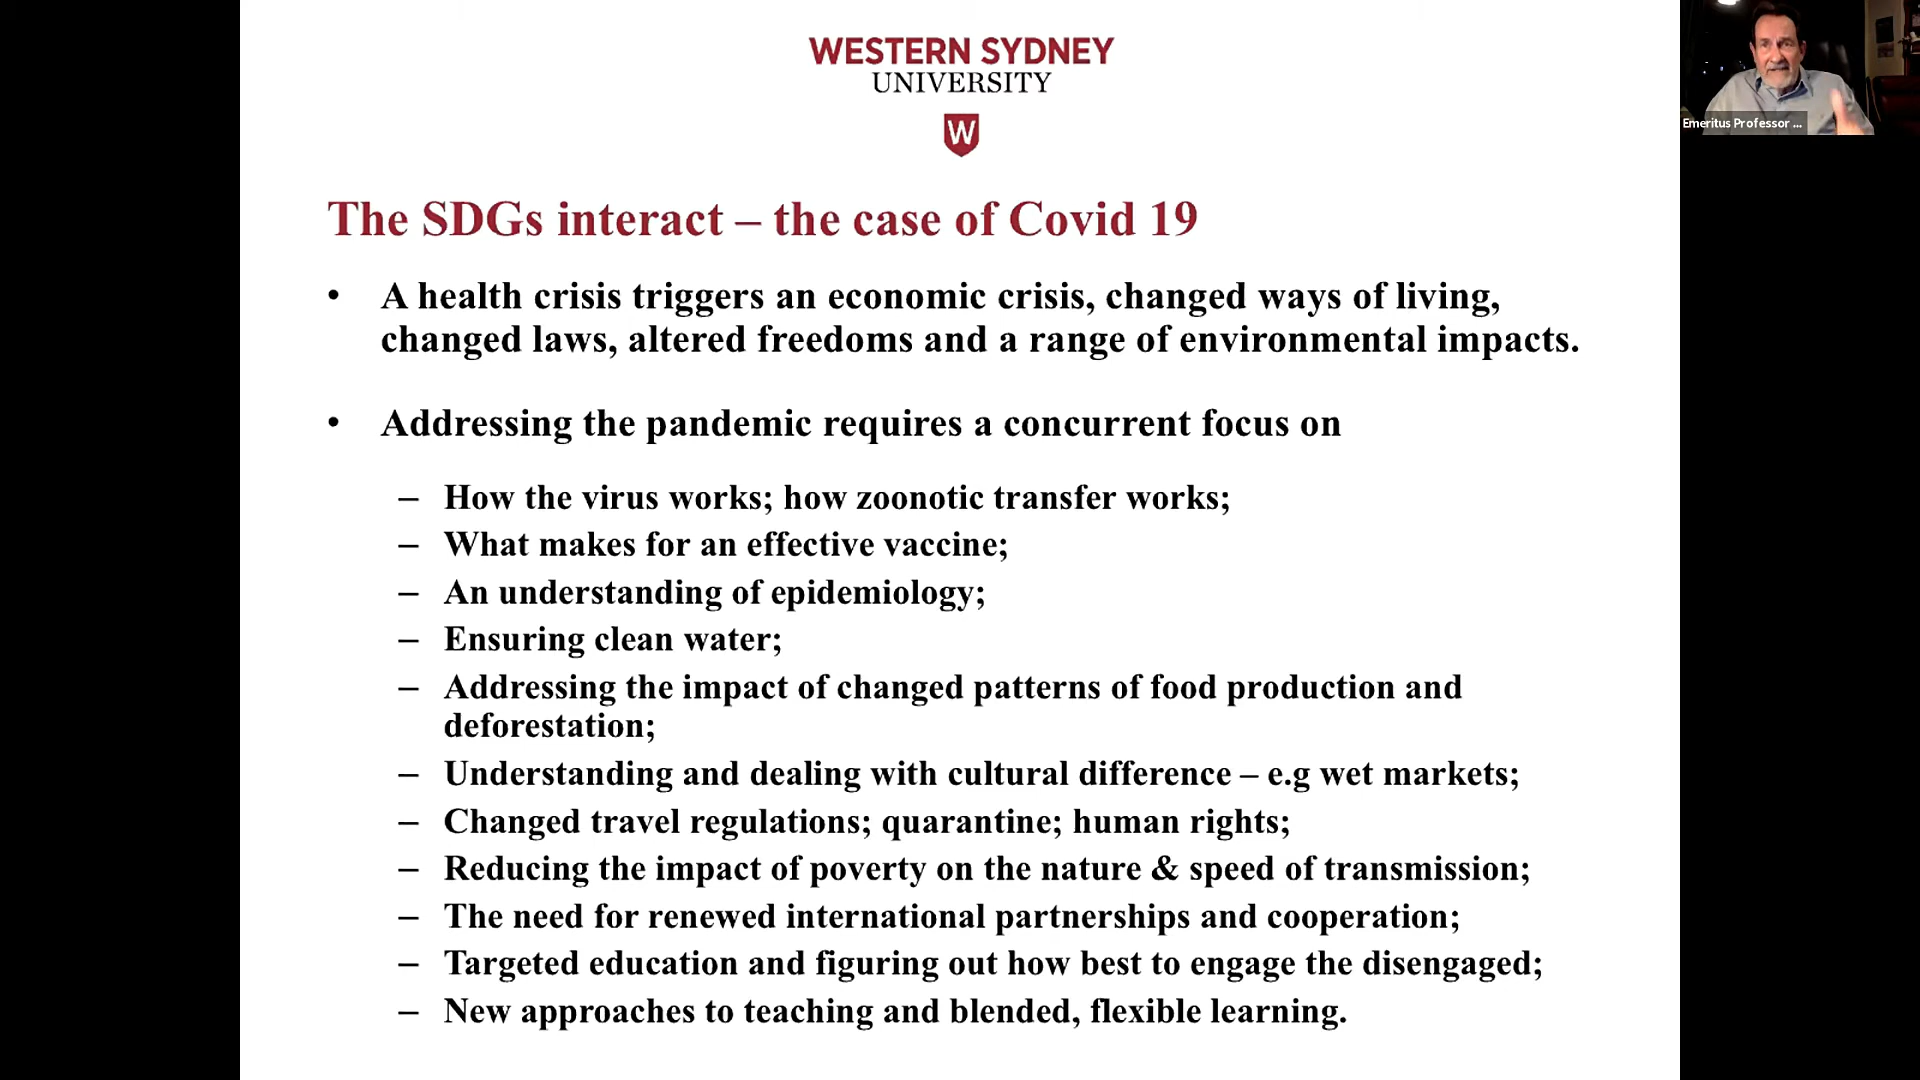 WESTERN SYDNEY
UNIVERSITY
W
Emeritus Professor ...
The SDGs interact – the case of Covid 19
• A health crisis triggers an economic crisis, changed ways of living,
changed laws, altered freedoms and a range of environmental impacts.
• Addressing the pandemic requires a concurrent focus on
– How the virus works; how zoonotic transfer works;
– What makes for an effective vaccine;
– An understanding of epidemiology;
– Ensuring clean water;
– Addressing the impact of changed patterns of food production and
deforestation;
– Understanding and dealing with cultural difference – e.g wet markets;
– Changed travel regulations; quarantine; human rights;
– Reducing the impact of poverty on the nature & speed of transmission;
– The need for renewed international partnerships and cooperation;
– Targeted education and figuring out how best to engage the disengaged;
– New approaches to teaching and blended, flexible learning.